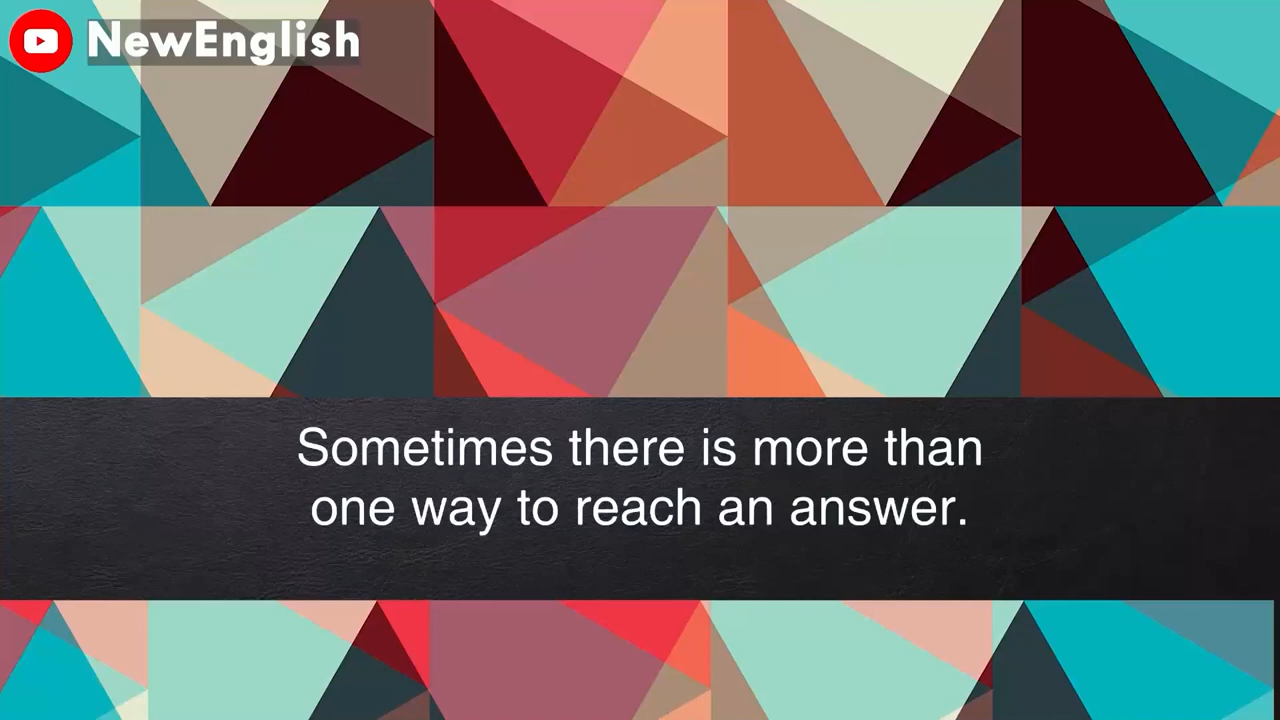 NewEnglish
Sometimes there is more than
one way to reach an answer.